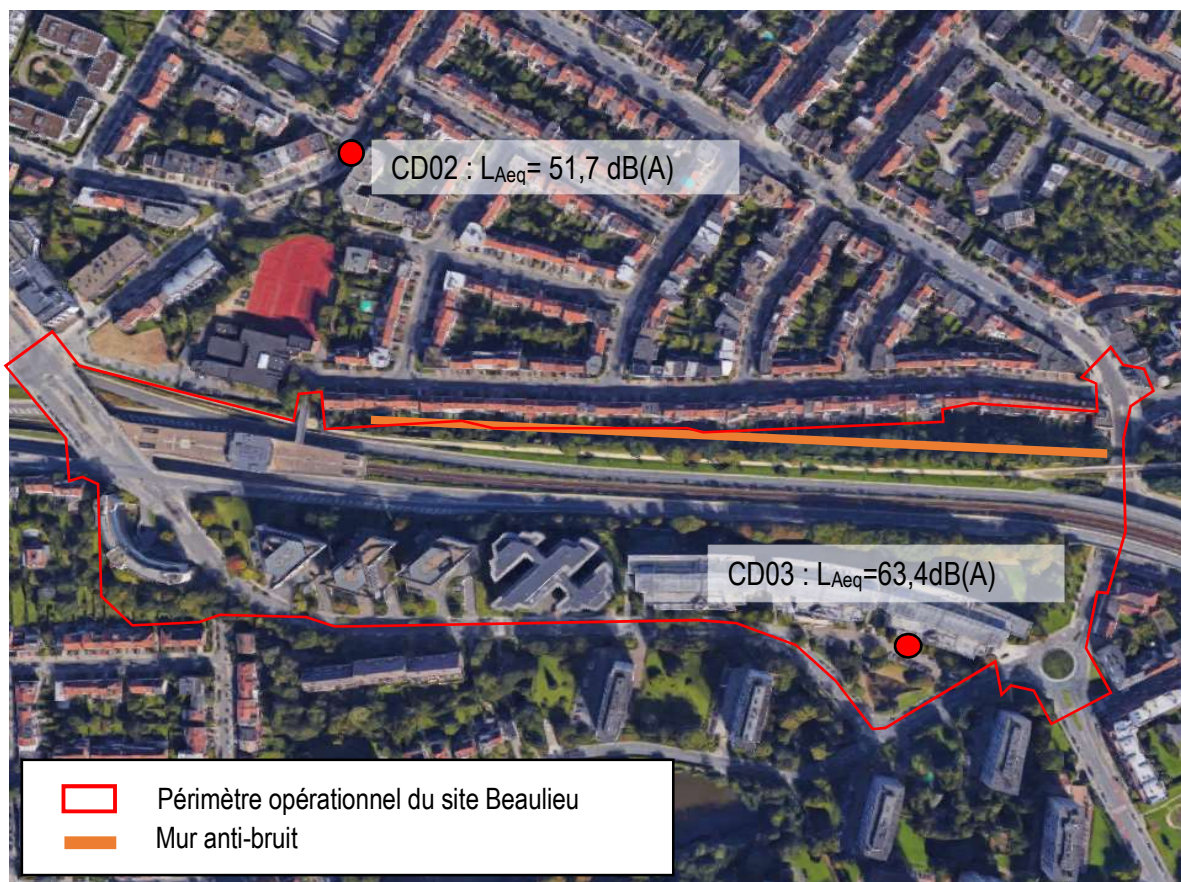 CD02 : LAeq= 51,7 dB(A)
CD03 : LAeq=63,4dB(A)
Périmètre opérationnel du site Beaulieu
Mur anti-bruit